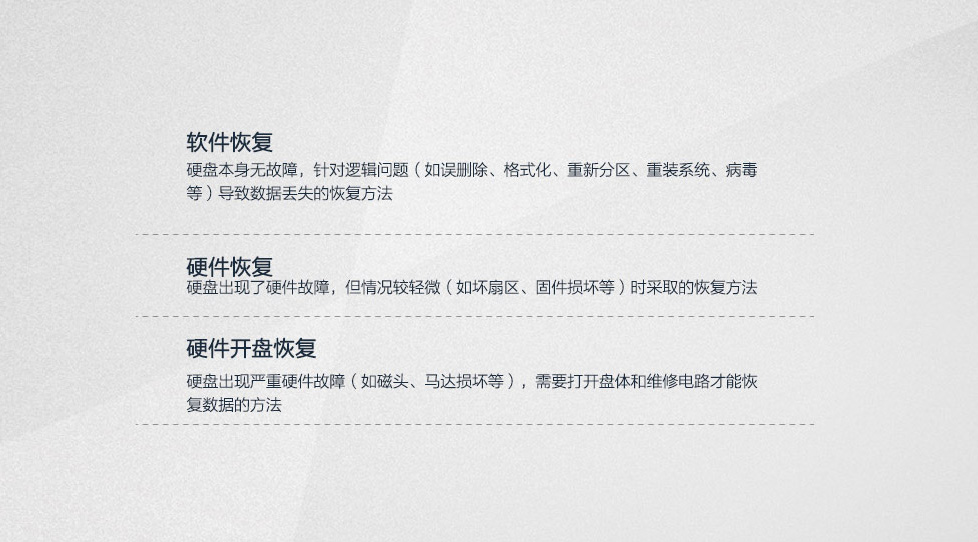 软件恢复
硬盘本身无故障，针对逻辑问题（如误删除、格式化、重新分区、重装系统、病毒
等）导致数据丢失的恢复方法
硬件恢复
硬盘出现了硬件故障，但情况较轻微（如坏扇区、固件损坏等）时采取的恢复方法
硬件开盘恢复
硬盘出现严重硬件故障（如磁头、马达损坏等），需要打开盘体和维修电路才能恢
复数据的方法